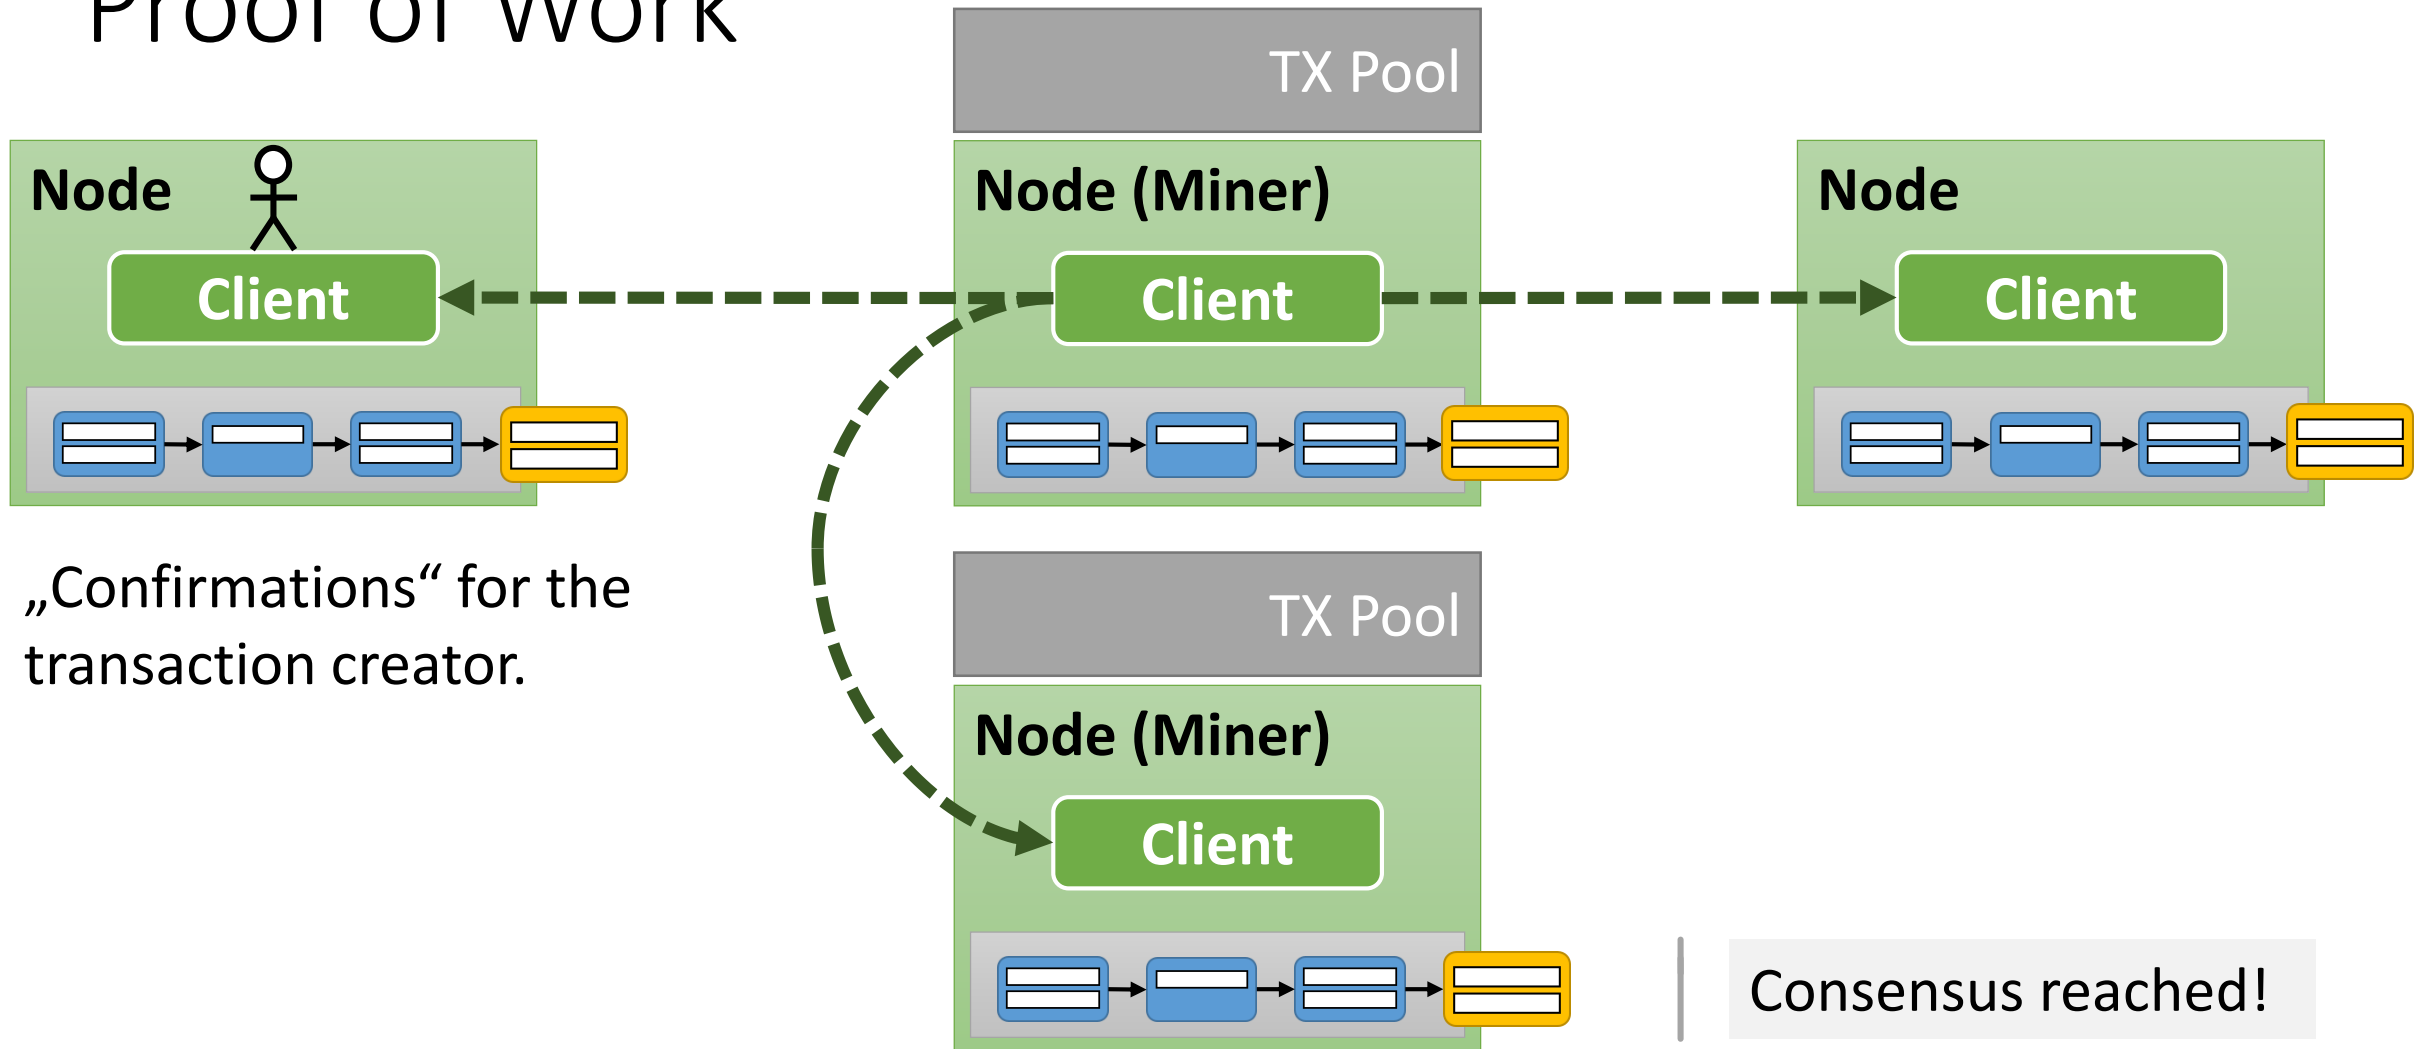 Proof of Work
TX Pool
Node
Client
Node (Miner)
Client
Node
Client
„Confirmations“ for the
transaction creator.
TX Pool
Node (Miner)
Client
Consensus reached!